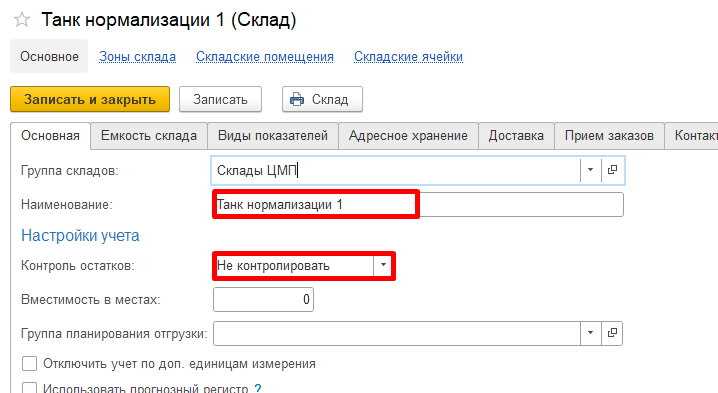 Танк нормализации 1 (Склад)
Основное Зоны склада Складские помещения Складские ячейки
Записать и закрыть Записать Склад
Основная Емкость склада Виды показателей Адресное хранение Доставка Прием заказов Контакт
Группа складов: Склады ЦМП
Наименование: Танк нормализации 1
Настройки учета
Контроль остатков: Не контролировать
Вместимость в местах: 0
Группа планирования отгрузки:
Отключить учет по доп. единицам измерения
Использовать прогнозный регистр ?